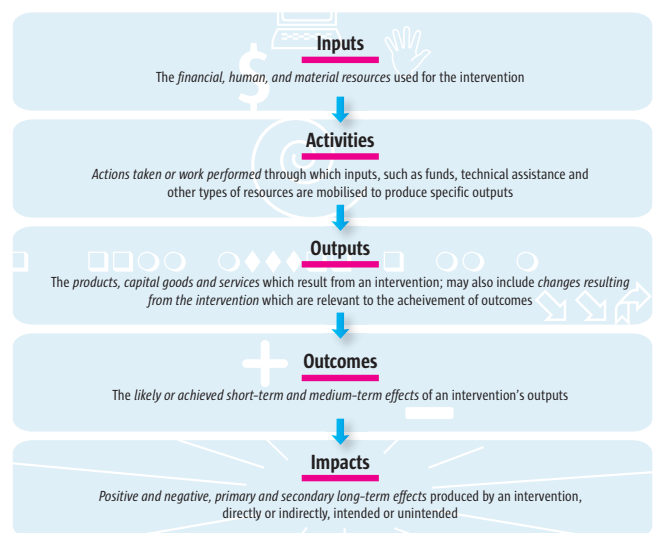 Inputs
The financial, human, and material resources used for the intervention
Activities
Actions taken or work performed through which inputs, such as funds, technical assistance and
other types of resources are mobilised to produce specific outputs
Outputs
The products, capital goods and services which result from an intervention; may also include changes resulting
from the intervention which are relevant to the acheivement of outcomes
Outcomes
The likely or achieved short-term and medium-term effects of an intervention's outputs
Impacts
Positive and negative, primary and secondary long-term effects produced by an intervention,
directly or indirectly, intended or unintended